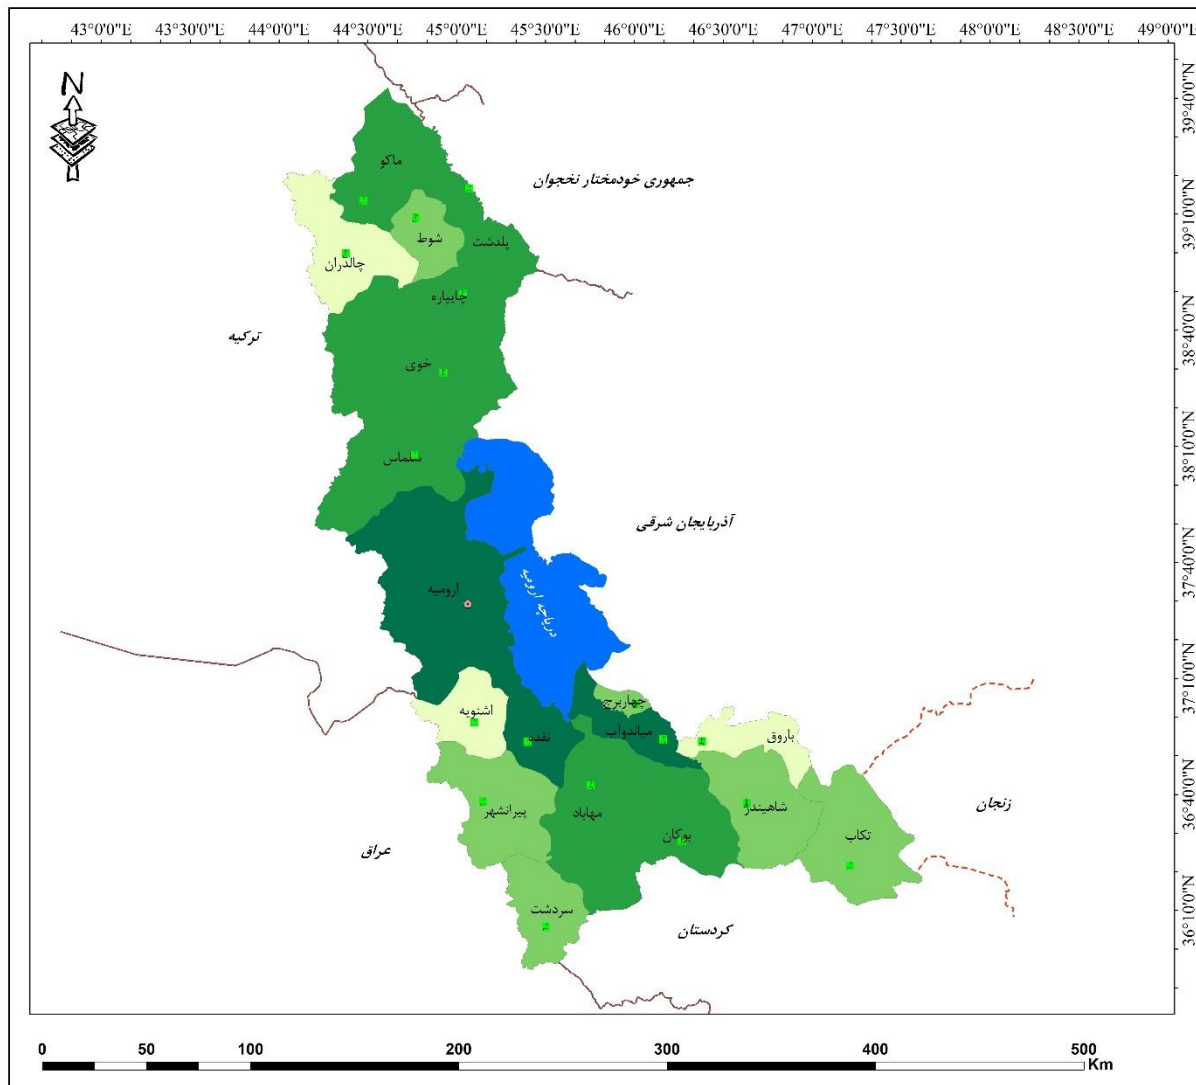 43°0'0"E 43°30'0"E 44°0'0"E 44°30'0"E 45°0'0"E 45°30'0"E 46°0'0"E 46°30'0"E 47°0'0"E 47°30'0"E 48°0'0"E 48°30'0"E 49°0'0"E
N
39°40'0"N
ماکو
جمهوری خودمختار نخجوان
39°10'0"N
شوط
پلدشت
چالدران
چایپاره
ترکیه
38°40'0"N
خوی
38°10'0"N
سلماس
آذربایجان شرقی
37°40'0"N
ارومیه
دریاچه ارومیه
37°10'0"N
چهاربرج
اشنویه
میاندوآب
باروق
نقده
36°40'0"N
زنجان
شاهیندژ
پیرانشهر
مهاباد
بوکان
تکاب
عراق
36°10'0"N
سردشت
کردستان
0 50 100 200 300 400 500
Km